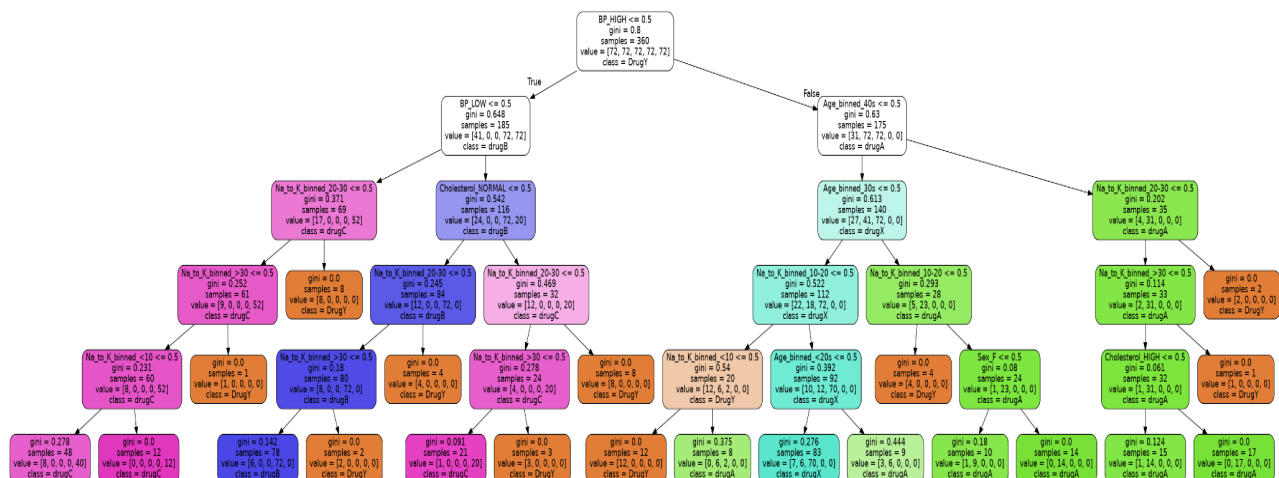 BP_HIGH <= 0.5
gini = 0.8
samples = 360
value = [72, 72, 72, 72, 72]
class = DrugY
True
False
BP_LOW <= 0.5
gini = 0.648
samples = 185
value = [41, 0, 0, 72, 72]
class = drugB
Age_binned_40s <= 0.5
gini = 0.63
samples = 175
value = [31, 72, 72, 0, 0]
class = drugA
Na_to_K_binned_20-30 <= 0.5
gini = 0.371
samples = 69
value = [17, 0, 0, 0, 52]
class = drugC
Cholesterol_NORMAL <= 0.5
gini = 0.542
samples = 116
value = [24, 0, 0, 72, 20]
class = drugB
Age_binned_30s <= 0.5
gini = 0.613
samples = 140
value = [27, 41, 72, 0, 0]
class = drugX
Na_to_K_binned_20-30 <= 0.5
gini = 0.202
samples = 35
value = [4, 31, 0, 0, 0]
class = drugA
Na_to_K_binned_>30 <= 0.5
gini = 0.252
samples = 61
value = [9, 0, 0, 0, 52]
class = drugC
gini = 0.0
samples = 8
value = [8, 0, 0, 0, 0]
class = DrugY
Na_to_K_binned_20-30 <= 0.5
gini = 0.245
samples = 84
value = [12, 0, 0, 72, 0]
class = drugB
Na_to_K_binned_20-30 <= 0.5
gini = 0.469
samples = 32
value = [12, 0, 0, 0, 20]
class = drugC
Na_to_K_binned_10-20 <= 0.5
gini = 0.522
samples = 112
value = [22, 18, 72, 0, 0]
class = drugX
Na_to_K_binned_10-20 <= 0.5
gini = 0.293
samples = 28
value = [5, 23, 0, 0, 0]
class = drugA
Na_to_K_binned_>30 <= 0.5
gini = 0.114
samples = 33
value = [2, 31, 0, 0, 0]
class = drugA
gini = 0.0
samples = 2
value = [2, 0, 0, 0, 0]
class = DrugY
Na_to_K_binned_<10 <= 0.5
gini = 0.231
samples = 60
value = [8, 0, 0, 0, 52]
class = drugC
gini = 0.0
samples = 1
value = [1, 0, 0, 0, 0]
class = DrugY
Na_to_K_binned_>30 <= 0.5
gini = 0.18
samples = 80
value = [8, 0, 0, 72, 0]
class = drugB
gini = 0.0
samples = 4
value = [4, 0, 0, 0, 0]
class = DrugY
Na_to_K_binned_>30 <= 0.5
gini = 0.278
samples = 24
value = [4, 0, 0, 0, 20]
class = drugC
gini = 0.0
samples = 8
value = [8, 0, 0, 0, 0]
class = DrugY
Na_to_K_binned_<10 <= 0.5
gini = 0.54
samples = 20
value = [12, 6, 2, 0, 0]
class = DrugY
Age_binned_<20s <= 0.5
gini = 0.392
samples = 92
value = [10, 12, 70, 0, 0]
class = drugX
gini = 0.0
samples = 4
value = [4, 0, 0, 0, 0]
class = DrugY
Sex_F <= 0.5
gini = 0.08
samples = 24
value = [1, 23, 0, 0, 0]
class = drugA
Cholesterol_HIGH <= 0.5
gini = 0.061
samples = 32
value = [1, 31, 0, 0, 0]
class = drugA
gini = 0.0
samples = 1
value = [1, 0, 0, 0, 0]
class = DrugY
gini = 0.278
samples = 48
value = [8, 0, 0, 0, 40]
class = drugC
gini = 0.0
samples = 12
value = [0, 0, 0, 0, 12]
class = drugC
gini = 0.142
samples = 78
value = [6, 0, 0, 72, 0]
class = drugB
gini = 0.0
samples = 2
value = [2, 0, 0, 0, 0]
class = DrugY
gini = 0.091
samples = 21
value = [1, 0, 0, 0, 20]
class = drugC
gini = 0.0
samples = 3
value = [3, 0, 0, 0, 0]
class = DrugY
gini = 0.0
samples = 12
value = [12, 0, 0, 0, 0]
class = DrugY
gini = 0.375
samples = 8
value = [0, 6, 2, 0, 0]
class = drugA
gini = 0.276
samples = 83
value = [7, 6, 70, 0, 0]
class = drugX
gini = 0.444
samples = 9
value = [3, 6, 0, 0, 0]
class = drugA
gini = 0.18
samples = 10
value = [1, 9, 0, 0, 0]
class = drugA
gini = 0.0
samples = 14
value = [0, 14, 0, 0, 0]
class = drugA
gini = 0.124
samples = 15
value = [1, 14, 0, 0, 0]
class = drugA
gini = 0.0
samples = 17
value = [0, 17, 0, 0, 0]
class = drugA